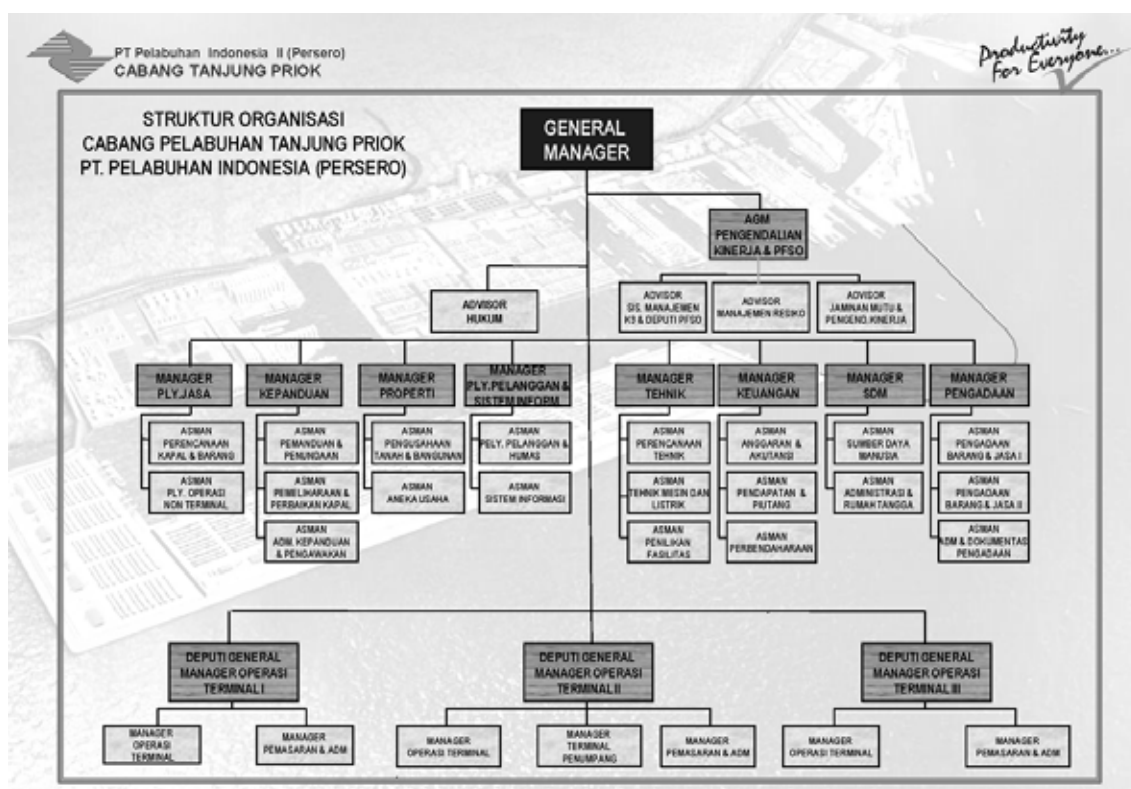 PT Pelabuhan Indonesia II (Persero)
CABANG TANJUNG PRIOK
Productivity
For Everyone...
STRUKTUR ORGANISASI
CABANG PELABUHAN TANJUNG PRIOK
PT. PELABUHAN INDONESIA (PERSERO)
GENERAL
MANAGER
AGM
PENGENDALIAN
KINERJA & PFSO
ADVISOR
HUKUM
ADVISOR
SIS. MANAJEMEN
K3 & DEPUTI PFSO
ADVISOR
MANAJEMEN RESIKO
ADVISOR
JAMINAN MUTU &
PENGEND. KINERJA
MANAGER
PLY.JASA
MANAGER
KEPANDUAN
MANAGER
PROPERTI
MANAGER
PLY.PELANGGAN &
SISTEM INFORM
MANAGER
TEHNIK
MANAGER
KEUANGAN
MANAGER
SDM
MANAGER
PENGADAAN
ASMAN
PERENCANAAN
KAPAL & BARANG
ASMAN
PLY. OPERASI
NON TERMINAL
ASMAN
PEMANDUAN &
PENUNDAAN
ASMAN
PEMELIHARAAN &
PERBAIKAN KAPAL
ASMAN
ADM. KEPANDUAN
& PENGAWAKAN
ASMAN
PENGUSAHAAN
TANAH & BANGUNAN
ASMAN
ANEKA USAHA
ASMAN
PELY. PELANGGAN &
HUMAS
ASMAN
SISTEM INFORMASI
ASMAN
PERENCANAAN
TEHNIK
ASMAN
TEHNIK MESIN DAN
LISTRIK
ASMAN
PENILIKAN
FASILITAS
ASMAN
ANGGARAN &
AKUTANSI
ASMAN
PENDAPATAN &
PIUTANG
ASMAN
PERBENDAHARAAN
ASMAN
SUMBER DAYA
MANUSIA
ASMAN
ADMINISTRASI &
RUMAH TANGGA
ASMAN
PENGADAAN
BARANG & JASA I
ASMAN
PENGADAAN
BARANG & JASA II
ASMAN
ADM & DOKUMENTAS
PENGADAAN
DEPUTI GENERAL
MANAGER OPERASI
TERMINAL I
DEPUTI GENERAL
MANAGER OPERASI
TERMINAL II
DEPUTI GENERAL
MANAGER OPERASI
TERMINAL III
MANAGER
OPERASI
TERMINAL
MANAGER
PEMASARAN & ADM
MANAGER
OPERASI TERMINAL
MANAGER
TERMINAL
PENUMPANG
MANAGER
PEMASARAN & ADM
MANAGER
OPERASI TERMINAL
MANAGER
PEMASARAN & ADM